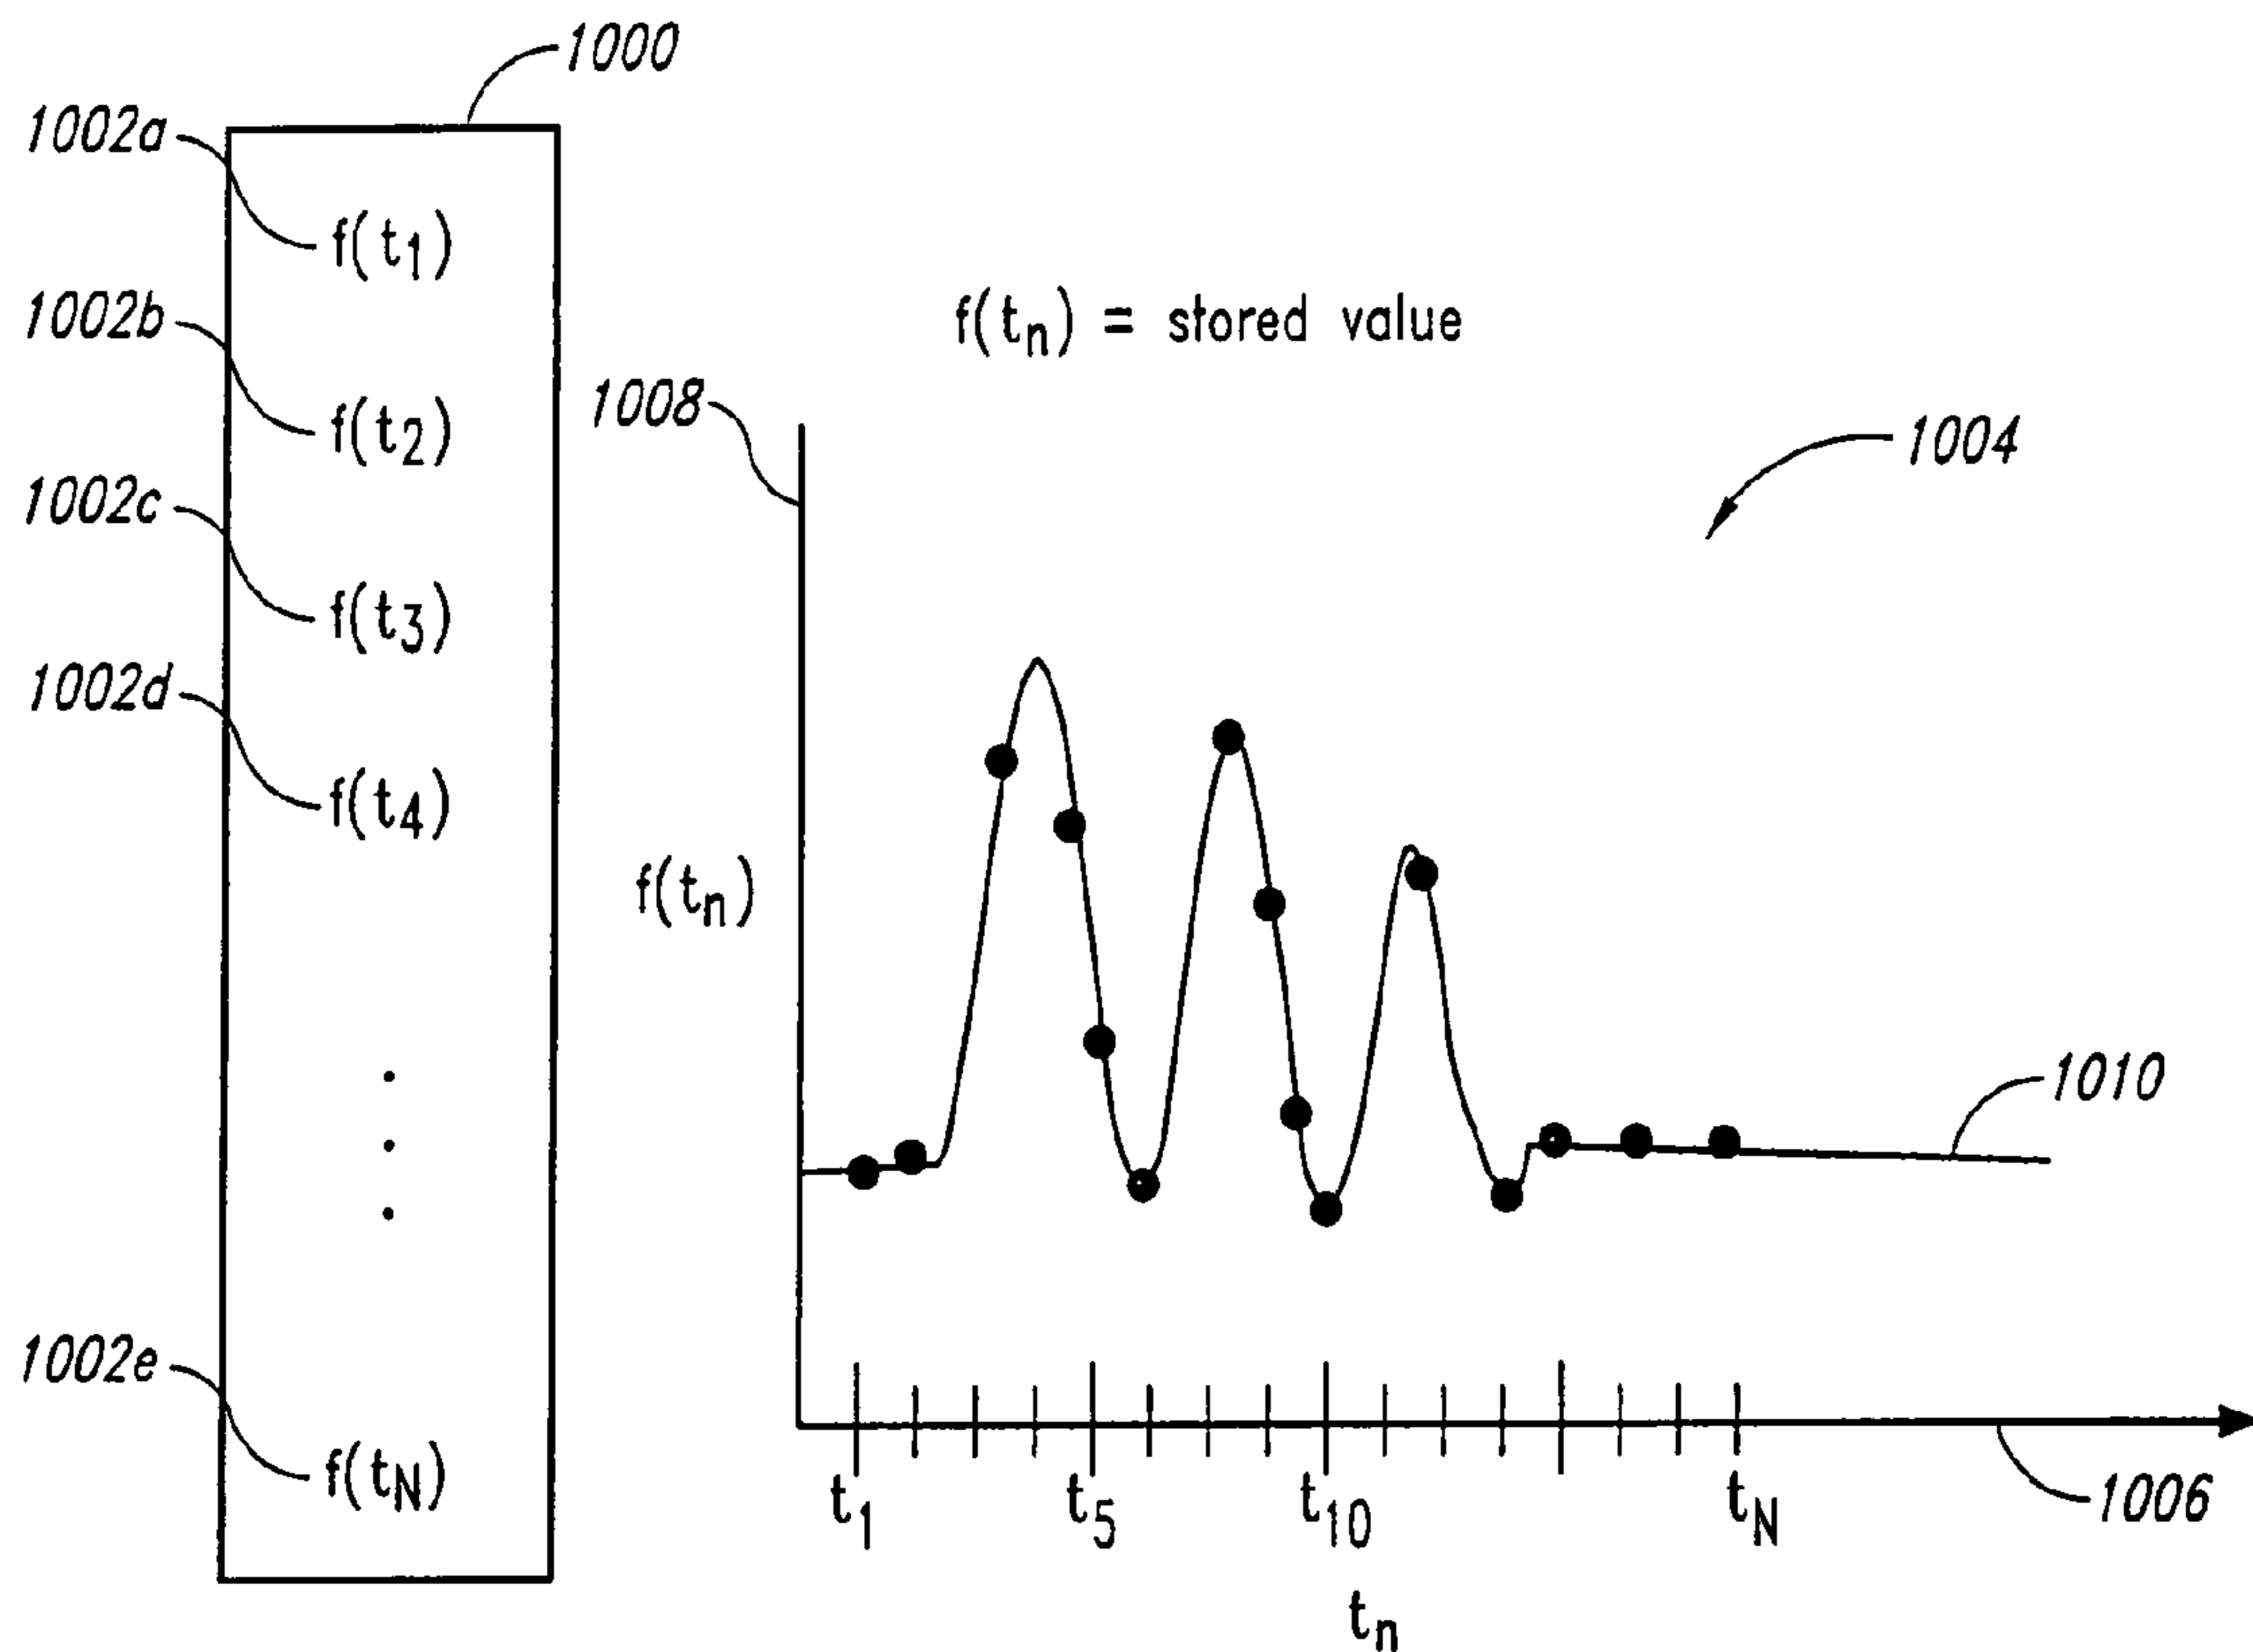 1000
1002a
f(t1)
1002b
f(t2)
1002c
f(t3)
1002d
f(t4)
1002e
f(tN)
f(tn) = stored value
1008
1004
f(tn)
1010
t1 t5 t10 tN
1006
tn